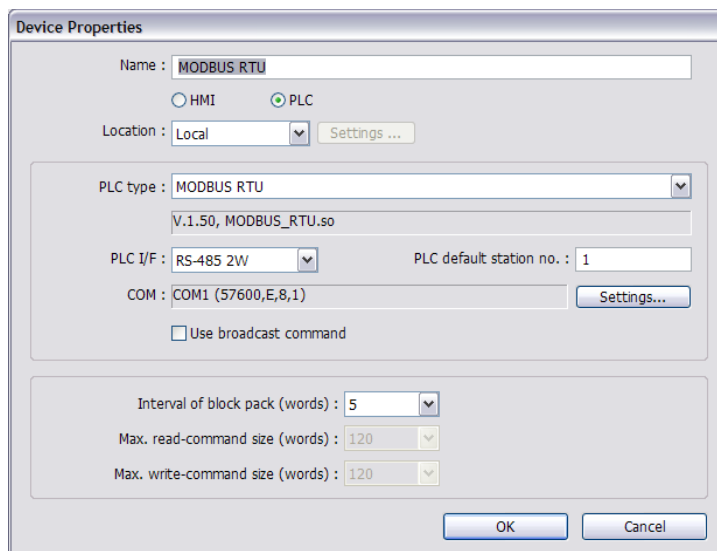 Device Properties
Name : MODBUS RTU
HMI PLC
Location : Local Settings ...
PLC type : MODBUS RTU
V.1.50, MODBUS_RTU.so
PLC I/F : RS-485 2W PLC default station no. : 1
COM : COM1 (57600,E,8,1) Settings...
Use broadcast command
Interval of block pack (words) : 5
Max. read-command size (words) : 120
Max. write-command size (words) : 120
OK Cancel